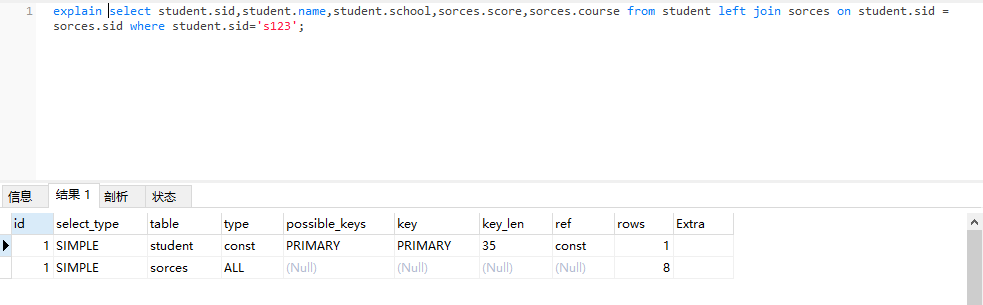 1 explain select student.sid,student.name,student.school,sorces.score,sorces.course from student left join sorces on student.sid =
sorces.sid where student.sid='s123';
信息 结果 1 剖析 状态
id select_type table type possible_keys key key_len ref rows Extra
1 SIMPLE student const PRIMARY PRIMARY 35 const 1
1 SIMPLE sorces ALL (Null) (Null) (Null) (Null) 8